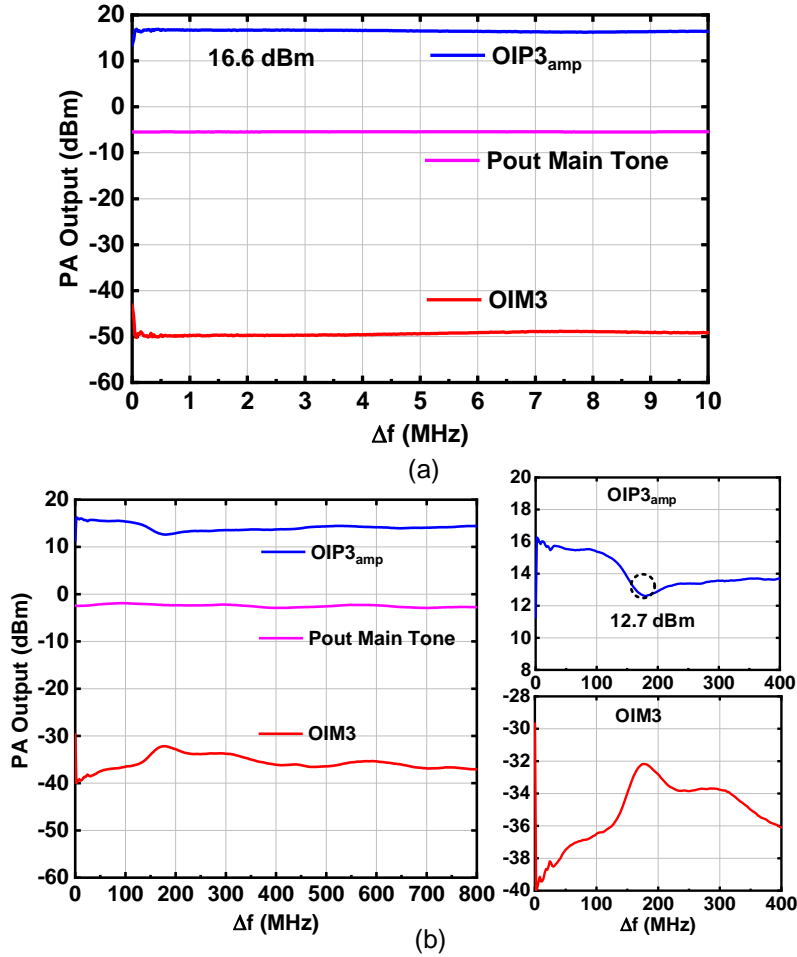 20
10
0
-10
-20
-30
-40
-50
-60
PA Output (dBm)
16.6 dBm
OIP3amp
Pout Main Tone
OIM3
0 1 2 3 4 5 6 7 8 9 10
Δf (MHz)
(a)
20
10
0
-10
-20
-30
-40
-50
-60
PA Output (dBm)
OIP3amp
Pout Main Tone
OIM3
0 100 200 300 400 500 600 700 800
Δf (MHz)
20
18
16
14
12
10
8
OIP3amp
12.7 dBm
0 100 200 300 400
-28
-30
-32
-34
-36
-38
-40
OIM3
0 100 200 300 400
Δf (MHz)
(b)